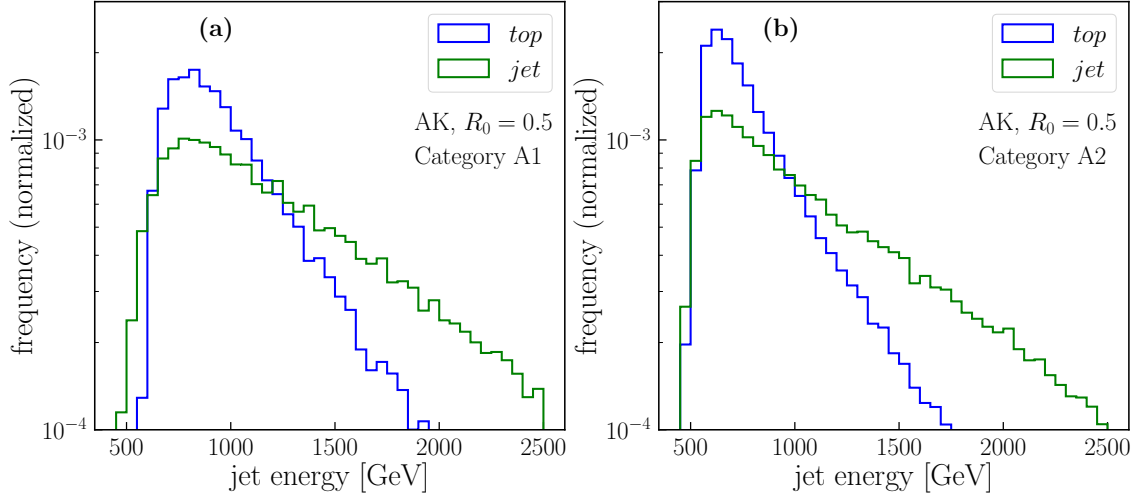 (a)
top
jet
AK, R₀ = 0.5
Category A1
10⁻³
10⁻⁴
frequency (normalized)
500 1000 1500 2000 2500
jet energy [GeV]
(b)
top
jet
AK, R₀ = 0.5
Category A2
10⁻³
10⁻⁴
frequency (normalized)
500 1000 1500 2000 2500
jet energy [GeV]